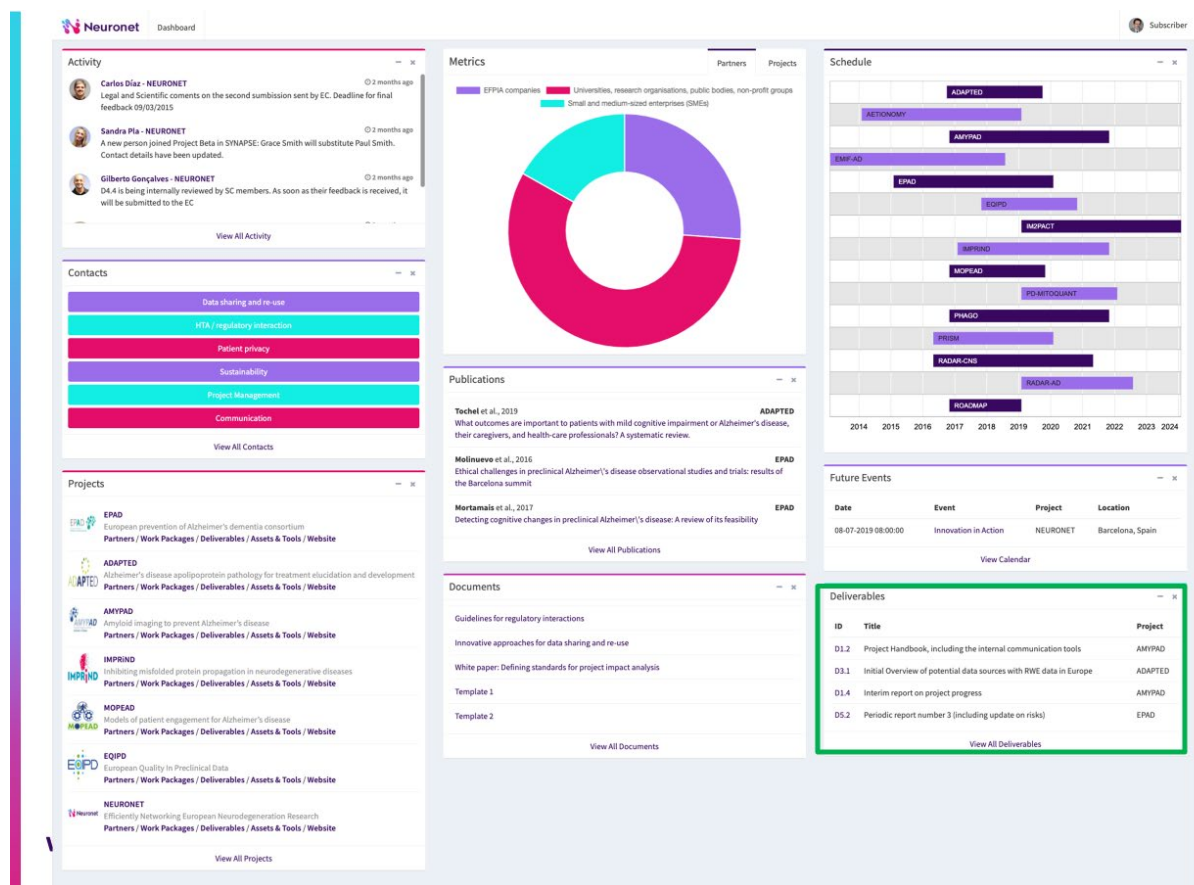 Neuronet
Dashboard
Subscriber
Activity
Carlos Díaz - NEURONET
2 months ago
Legal and Scientific coments on the second sumbission sent by EC. Deadline for final
feedback 09/03/2015
Sandra Pla - NEURONET
2 months ago
A new person joined Project Beta in SYNAPSE: Grace Smith will substitute Paul Smith.
Contact details have been updated.
Gilberto Gonçalves - NEURONET
2 months ago
D4.4 is being internally reviewed by SC members. As soon as their feedback is received, it
will be submitted to the EC
View All Activity
Contacts
Data sharing and re-use
HTA / regulatory interaction
Patient privacy
Sustainability
Project Management
Communication
View All Contacts
Projects
EPAD
European prevention of Alzheimer's dementia consortium
Partners / Work Packages / Deliverables / Assets & Tools / Website
ADAPTED
ADAPTED
Alzheimer's disease apolipoprotein pathology for treatment elucidation and development
Partners / Work Packages / Deliverables / Assets & Tools / Website
AMYPAD
AMYPAD
Amyloid imaging to prevent Alzheimer's disease
Partners / Work Packages / Deliverables / Assets & Tools / Website
IMPRiND
IMPRiND
Inhibiting misfolded protein propagation in neurodegenerative diseases
Partners / Work Packages / Deliverables / Assets & Tools / Website
MOPEAD
MOPEAD
Models of patient engagement for Alzheimer's disease
Partners / Work Packages / Deliverables / Assets & Tools / Website
EQIPD
EQIPD
European Quality In Preclinical Data
Partners / Work Packages / Deliverables / Assets & Tools / Website
Neuronet
NEURONET
Efficiently Networking European Neurodegeneration Research
Partners / Work Packages / Deliverables / Assets & Tools / Website
View All Projects
Metrics
Partners
Projects
EFPIA companies
Universities, research organisations, public bodies, non-profit groups
Small and medium-sized enterprises (SMEs)
Publications
Tochel et al., 2019
ADAPTED
What outcomes are important to patients with mild cognitive impairment or Alzheimer's disease,
their caregivers, and health-care professionals? A systematic review.
Molinuevo et al., 2016
EPAD
Ethical challenges in preclinical Alzheimer\'s disease observational studies and trials: results of
the Barcelona summit
Mortamais et al., 2017
EPAD
Detecting cognitive changes in preclinical Alzheimer\'s disease: A review of its feasibility
View All Publications
Documents
Guidelines for regulatory interactions
Innovative approaches for data sharing and re-use
White paper: Defining standards for project impact analysis
Template 1
Template 2
View All Documents
Schedule
ADAPTED
AETIONOMY
AMYPAD
EMIF-AD
EPAD
EQIPD
IM2PACT
IMPRIND
MOPEAD
PD-MITOQUANT
PHAGO
PRISM
RADAR-CNS
RADAR-AD
ROADMAP
2014 2015 2016 2017 2018 2019 2020 2021 2022 2023 2024
Future Events
Date Event Project Location
08-07-2019 08:00:00 Innovation in Action NEURONET Barcelona, Spain
View Calendar
Deliverables
ID Title Project
D1.2 Project Handbook, including the internal communication tools AMYPAD
D3.1 Initial Overview of potential data sources with RWE data in Europe ADAPTED
D1.4 Interim report on project progress AMYPAD
D5.2 Periodic report number 3 (including update on risks) EPAD
View All Deliverables